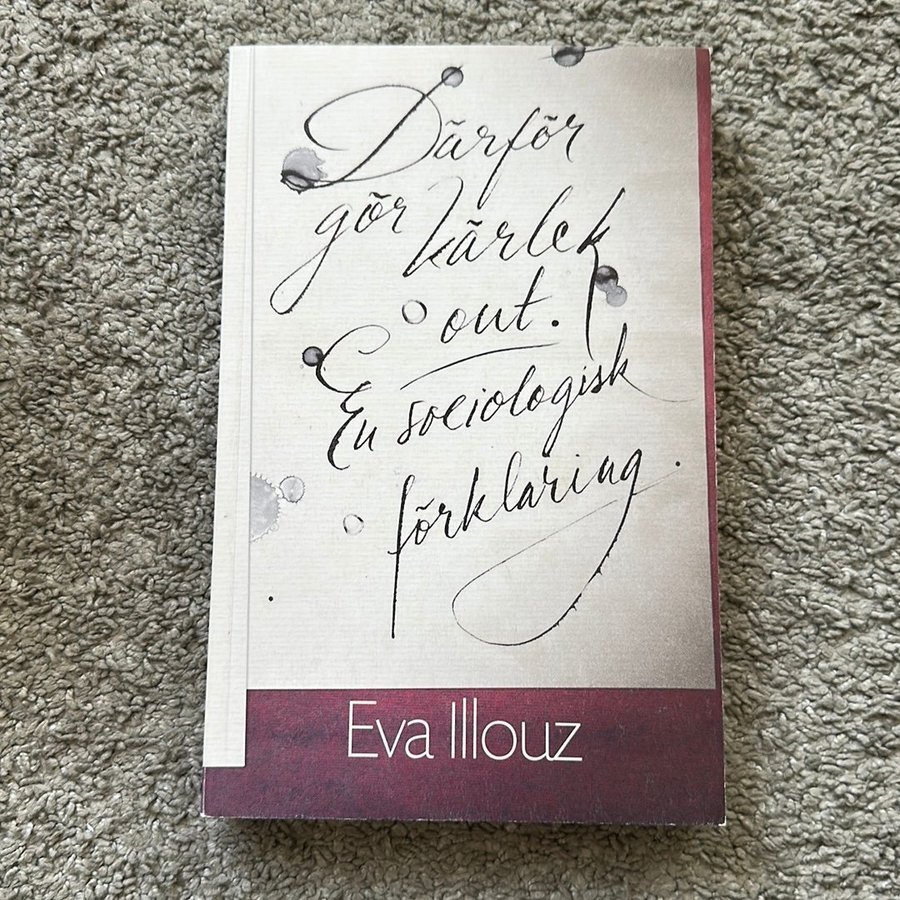 Därför
gör kärlek
ont.
En sociologisk
förklaring.
Eva Illouz